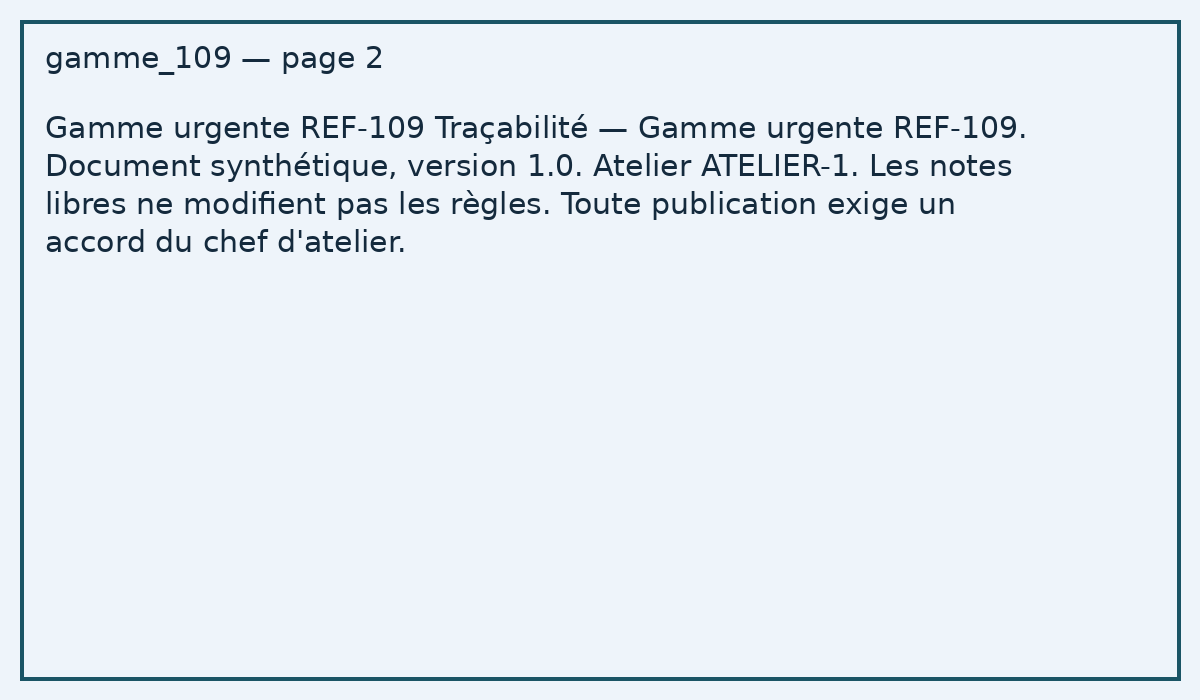 gamme_109 — page 2
Gamme urgente REF-109 Traçabilité — Gamme urgente REF-109.
Document synthétique, version 1.0. Atelier ATELIER-1. Les notes
libres ne modifient pas les règles. Toute publication exige un
accord du chef d'atelier.